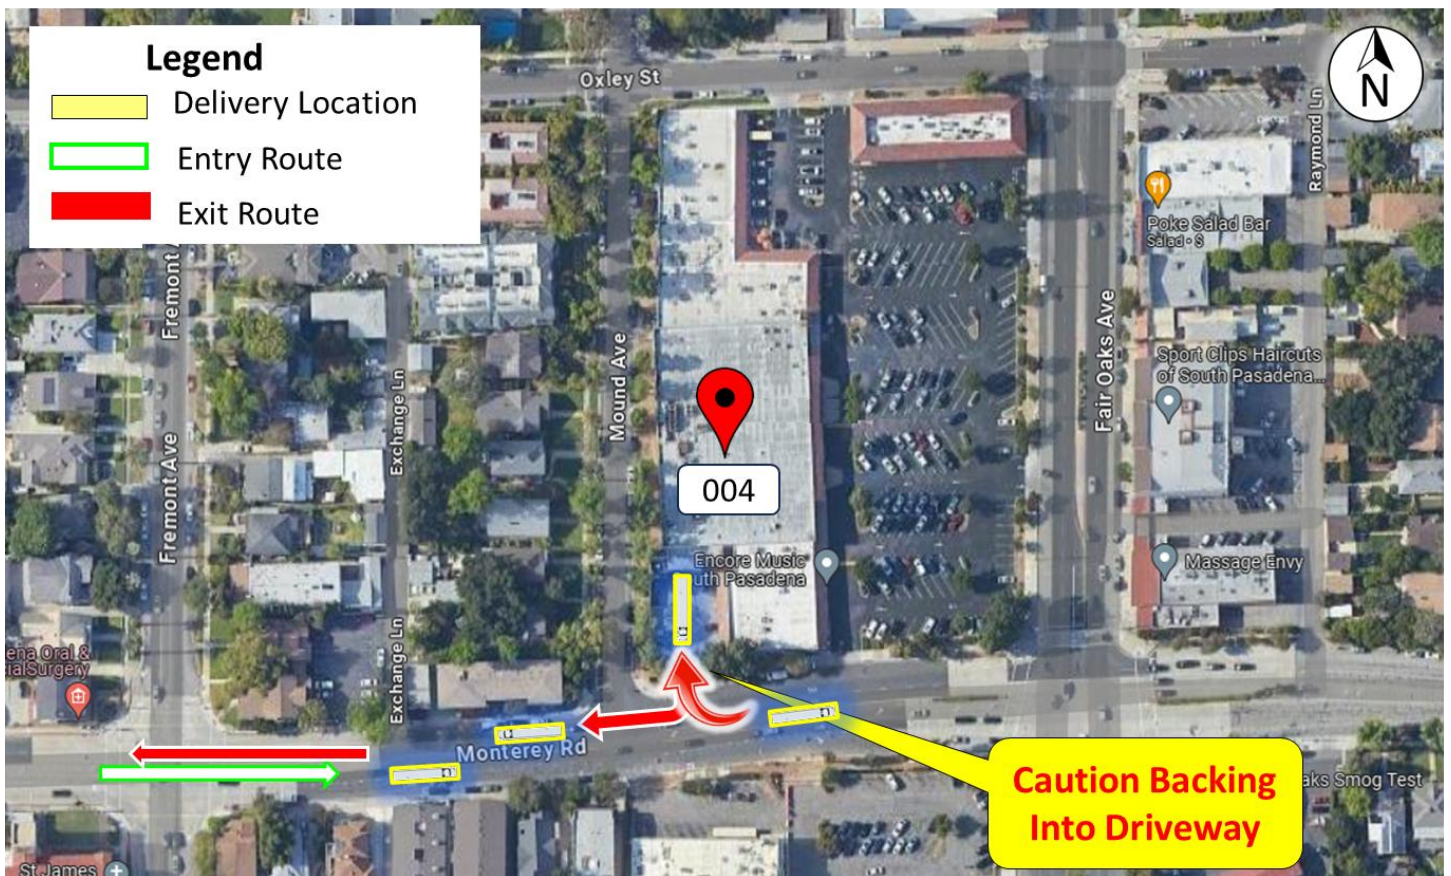 Legend
Delivery Location
Entry Route
Exit Route
N
Oxley St
Raymond Ln
Poke Salad Bar
Salad • $
Fremont
Fremont Ave
Exchange Ln
Mound Ave
Fair Oaks Ave
Sport Clips Haircuts
of South Pasadena...
004
Encore Music
uth Pasadena
Massage Envy
Exchange Ln
ena Oral &
ialSurgery
Monterey Rd
Caution Backing
Into Driveway
aks Smog Test
St James